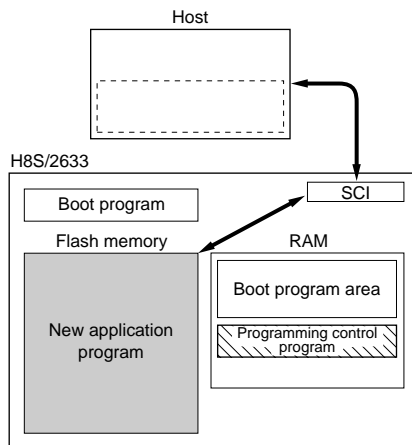 Host
H8S/2633
SCI
Boot program
Flash memory
RAM
Boot program area
New application
program
Programming control
program